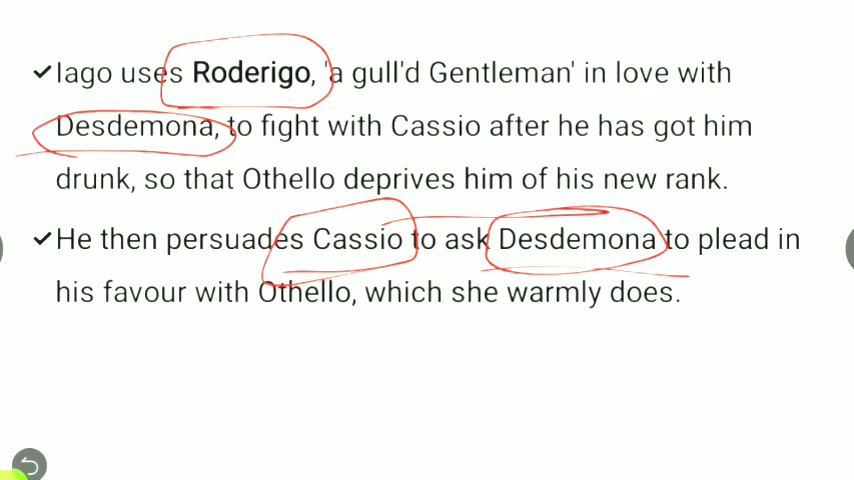 ✓Iago uses Roderigo, 'a gull'd Gentleman' in love with
Desdemona, to fight with Cassio after he has got him
drunk, so that Othello deprives him of his new rank.
✓He then persuades Cassio to ask Desdemona to plead in
his favour with Othello, which she warmly does.